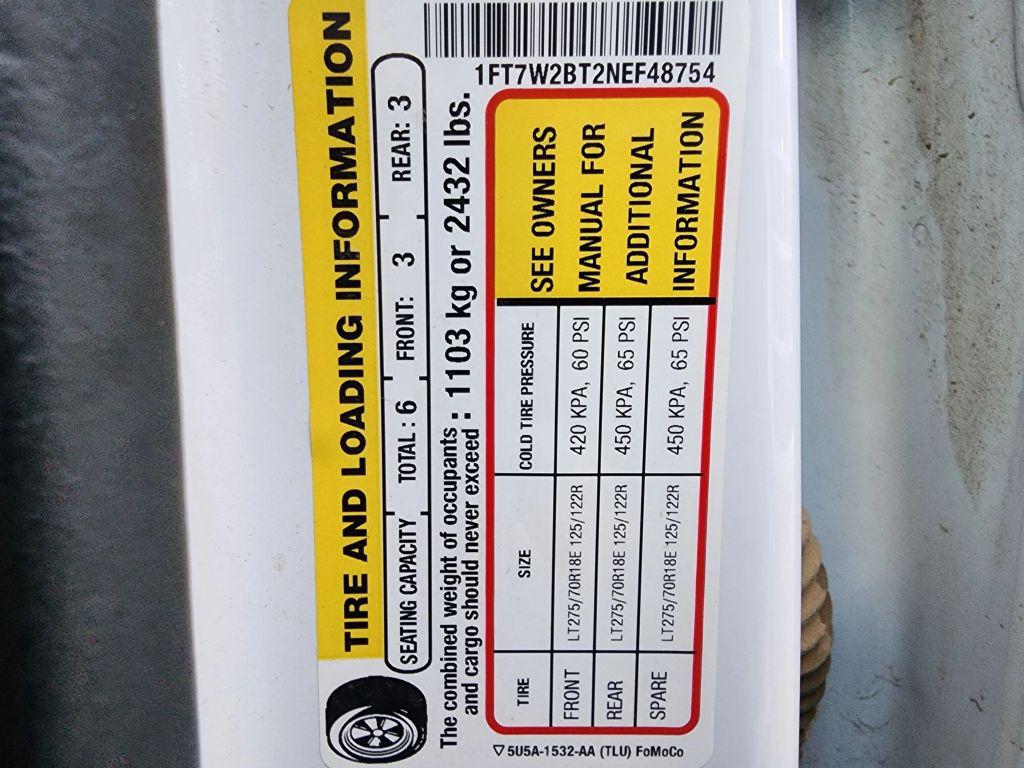 TIRE AND LOADING INFORMATION
SEATING CAPACITY TOTAL : 6 FRONT: 3 REAR: 3
The combined weight of occupants
and cargo should never exceed : 1103 kg or 2432 lbs.
TIRE SIZE COLD TIRE PRESSURE
FRONT LT275/70R18E 125/122R 420 KPA, 60 PSI
REAR LT275/70R18E 125/122R 450 KPA, 65 PSI
SPARE LT275/70R18E 125/122R 450 KPA, 65 PSI
SEE OWNERS
MANUAL FOR
ADDITIONAL
INFORMATION
5U5A-1532-AA (TLU) FoMoCo
1FT7W2BT2NEF48754